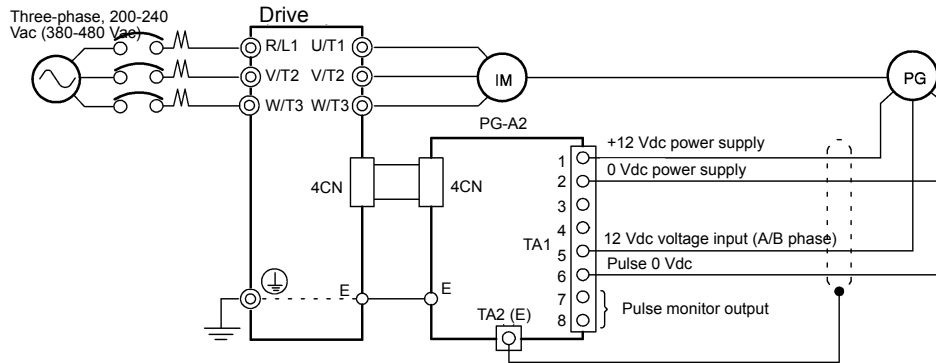 Three-phase, 200-240
Vac (380-480 Vac)
Drive
R/L1 U/T1
V/T2 V/T2
W/T3 W/T3
IM
PG
PG-A2
4CN
4CN
TA1
1
+12 Vdc power supply
2
0 Vdc power supply
3
4
5
12 Vdc voltage input (A/B phase)
6
Pulse 0 Vdc
7
8
Pulse monitor output
E
E
TA2 (E)